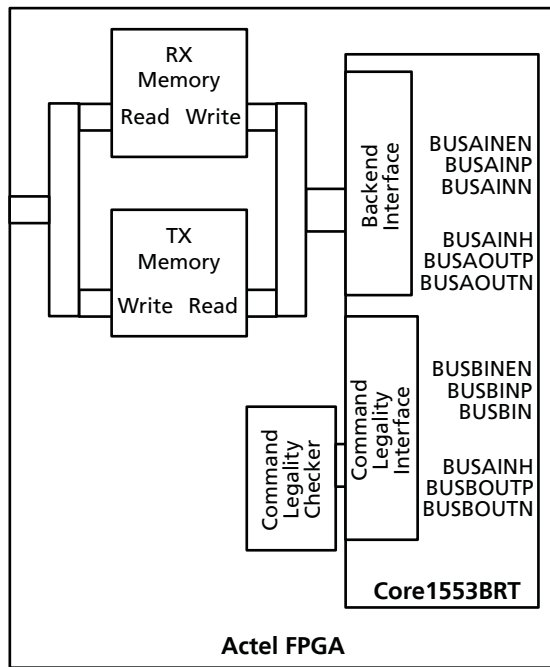 RX
Memory
Read Write
TX
Memory
Write Read
Backend
Interface
BUSAINEN
BUSAINP
BUSAINN
BUSAINH
BUSAOUTP
BUSAOUTN
Command
Legality
Interface
Command
Legality
Checker
BUSBINEN
BUSBINP
BUSBIN
BUSAINH
BUSBOUTP
BUSBOUTN
Core1553BRT
Actel FPGA